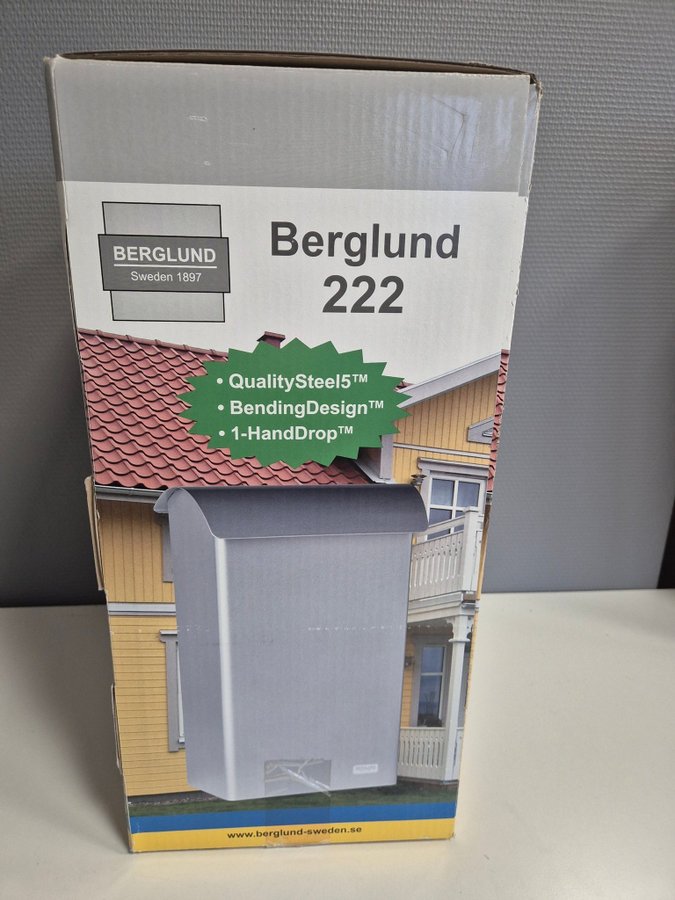 BERGLUND
Sweden 1897
Berglund
222
• QualitySteel5™
• BendingDesign™
• 1-HandDrop™
www.berglund-sweden.se